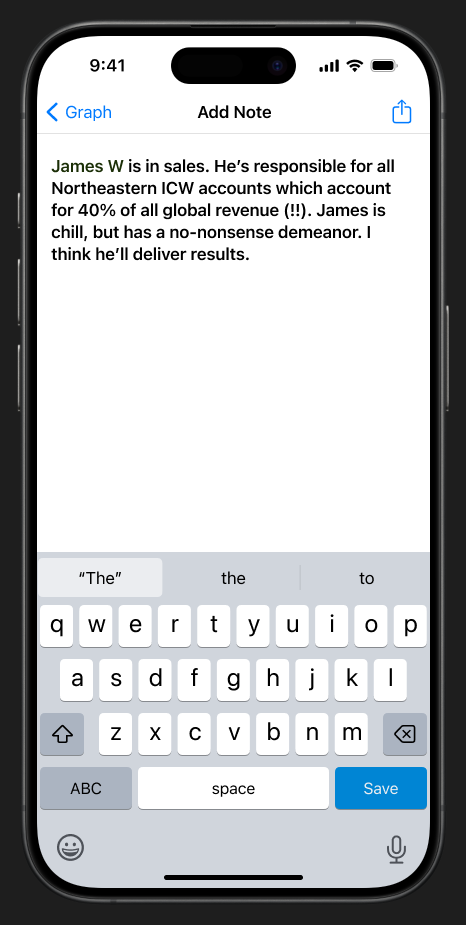 9:41
Graph
Add Note
James W is in sales. He’s responsible for all
Northeastern ICW accounts which account
for 40% of all global revenue (!!). James is
chill, but has a no-nonsense demeanor. I
think he’ll deliver results.
“The” the to
q w e r t y u i o p
a s d f g h j k l
z x c v b n m
ABC space Save